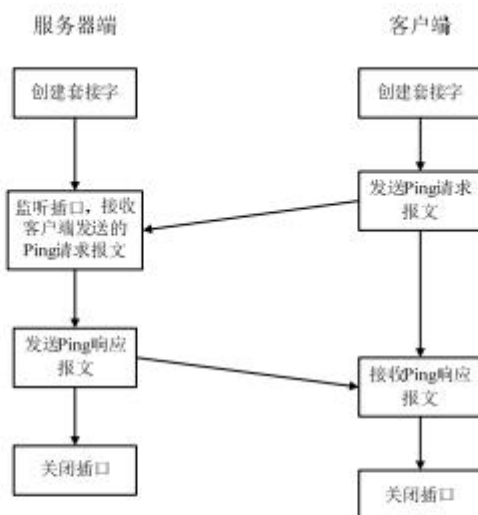 服务器端
客户端
创建套接字
创建套接字
监听插口，接收
客户端发送的
Ping请求报文
发送Ping请求
报文
发送Ping响应
报文
接收Ping响应
报文
关闭插口
关闭插口